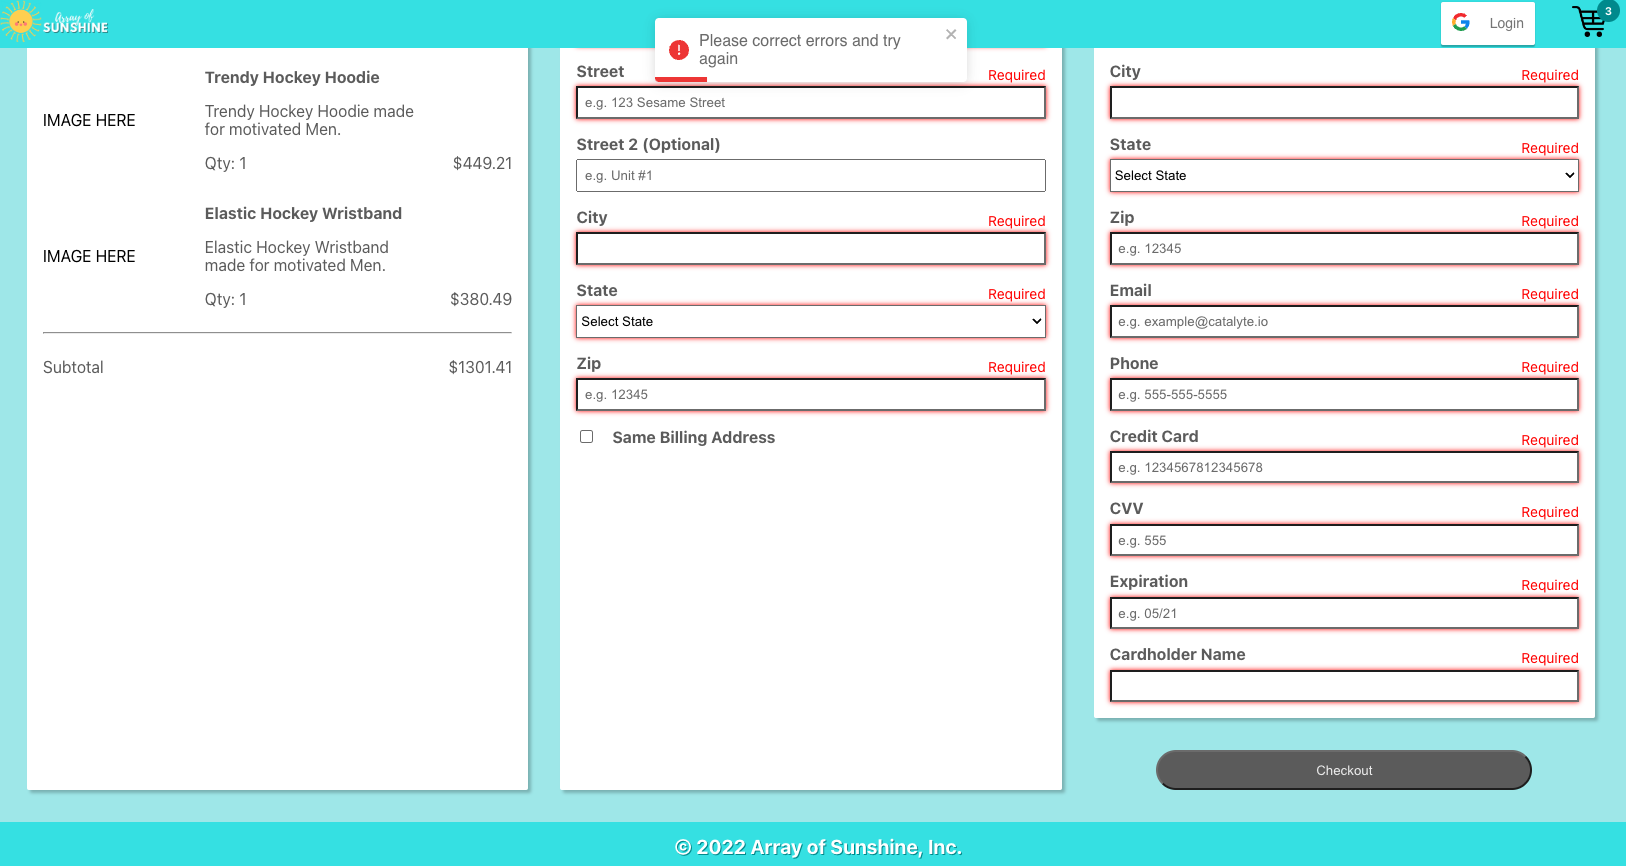 Array of
SUNSHINE
Please correct errors and try
again
Login
3
Trendy Hockey Hoodie
IMAGE HERE
Trendy Hockey Hoodie made
for motivated Men.
Qty: 1
$449.21
Elastic Hockey Wristband
IMAGE HERE
Elastic Hockey Wristband
made for motivated Men.
Qty: 1
$380.49
Subtotal
$1301.41
Street
Required
e.g. 123 Sesame Street
Street 2 (Optional)
e.g. Unit #1
City
Required
State
Required
Select State
Zip
Required
e.g. 12345
Same Billing Address
City
Required
State
Required
Select State
Zip
Required
e.g. 12345
Email
Required
e.g. example@catalyte.io
Phone
Required
e.g. 555-555-5555
Credit Card
Required
e.g. 1234567812345678
CVV
Required
e.g. 555
Expiration
Required
e.g. 05/21
Cardholder Name
Required
Checkout
© 2022 Array of Sunshine, Inc.